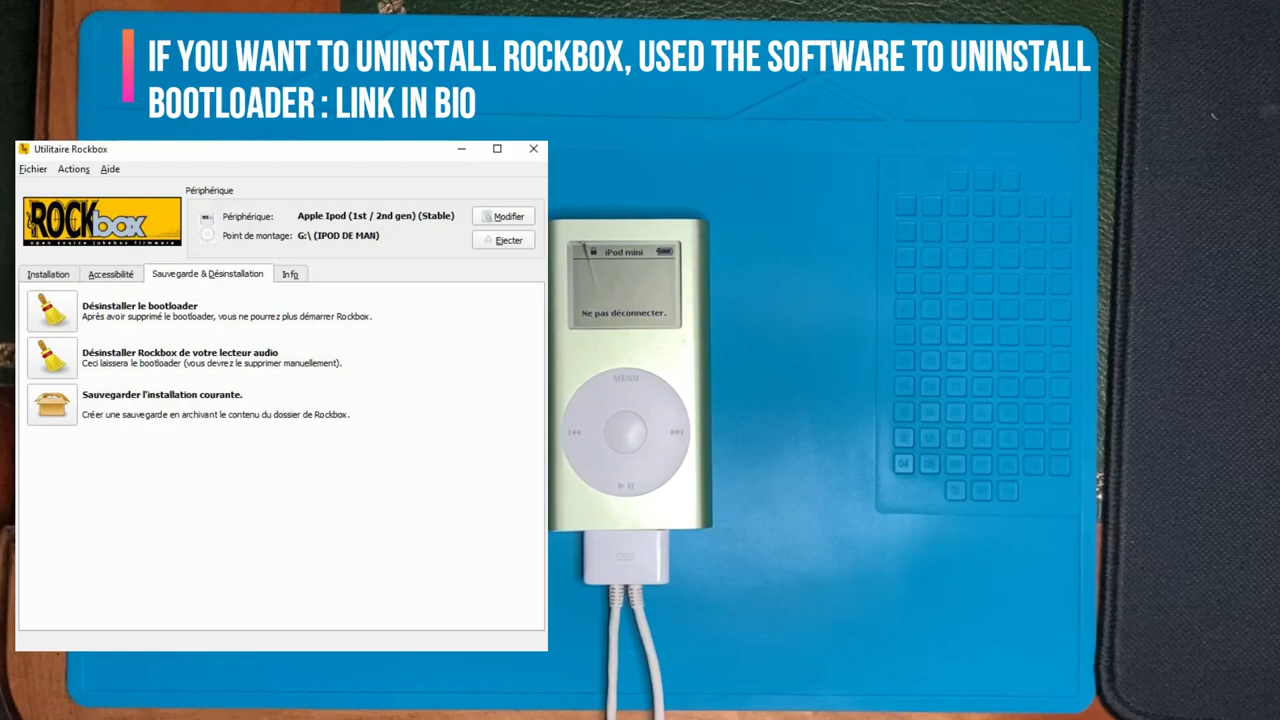 IF YOU WANT TO UNINSTALL ROCKBOX, USED THE SOFTWARE TO UNINSTALL
BOOTLOADER : LINK IN BIO
Utilitaire Rockbox
Fichier Actions Aide
Périphérique
ROCKbox
open source jukebox firmware
Périphérique: Apple Ipod (1st / 2nd gen) (Stable) Modifier
Point de montage: G:\ (IPOD DE MAN) Ejecter
Installation Accessibilité Sauvegarde & Désinstallation Info
Désinstaller le bootloader
Après avoir supprimé le bootloader, vous ne pourrez plus démarrer Rockbox.
Désinstaller Rockbox de votre lecteur audio
Ceci laissera le bootloader (vous devrez le supprimer manuellement).
Sauvegarder l'installation courante.
Créer une sauvegarde en archivant le contenu du dossier de Rockbox.
iPod mini
Ne pas déconnecter.
MENU
04